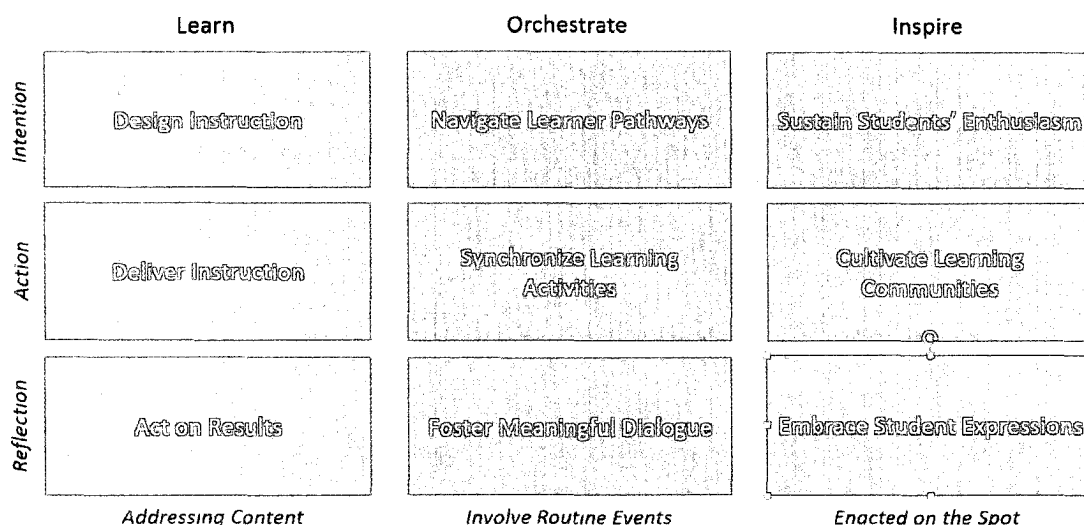 Learn
Orchestrate
Inspire
Intention
Design Instruction
Navigate Learner Pathways
Sustain Students' Enthusiasm
Action
Deliver Instruction
Synchronize Learning
Activities
Cultivate Learning
Communities
Reflection
Act on Results
Foster Meaningful Dialogue
Embrace Student Expressions
Addressing Content
Involve Routine Events
Enacted on the Spot